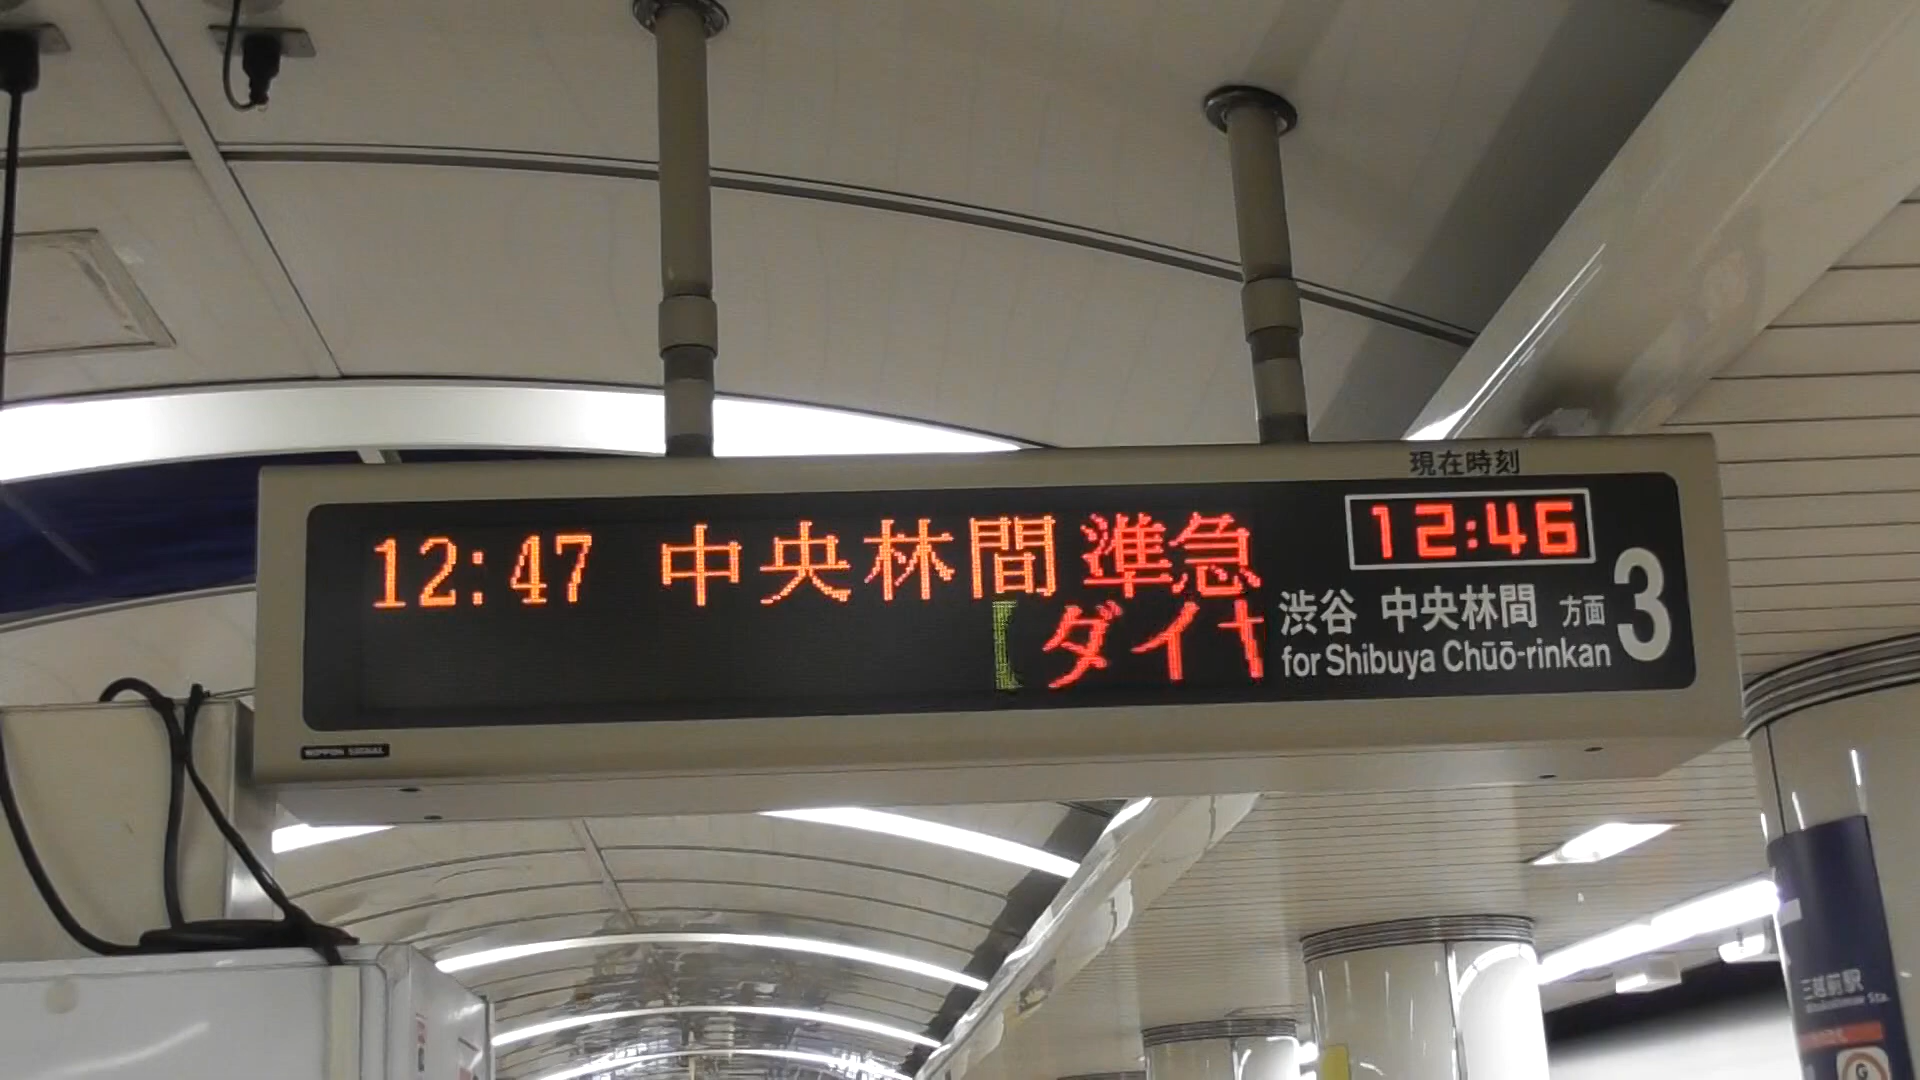 現在時刻
12:47 中央林間 準急
12:46
【ダイヤ
渋谷 中央林間 方面
for Shibuya Chūō-rinkan
3
NIPPON SIGNAL
三越前駅
G